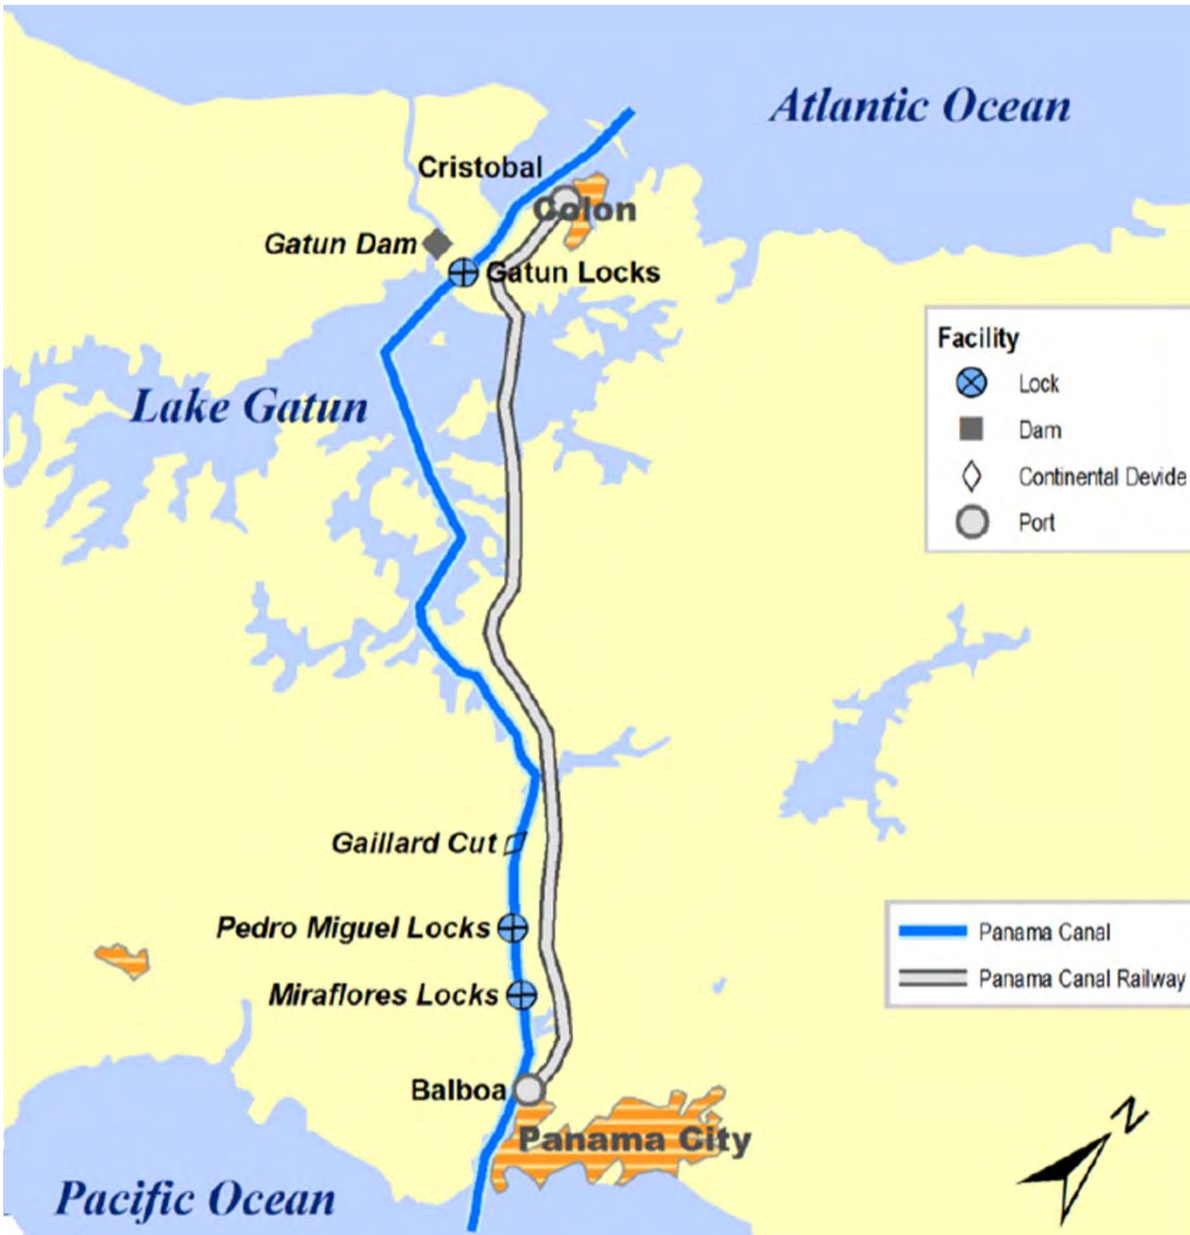 Atlantic Ocean
Cristobal
Colon
Gatun Dam
Gatun Locks
Facility
Lock
Dam
Continental Devide
Port
Lake Gatun
Gaillard Cut
Pedro Miguel Locks
Panama Canal
Panama Canal Railway
Miraflores Locks
Balboa
Panama City
N
Pacific Ocean